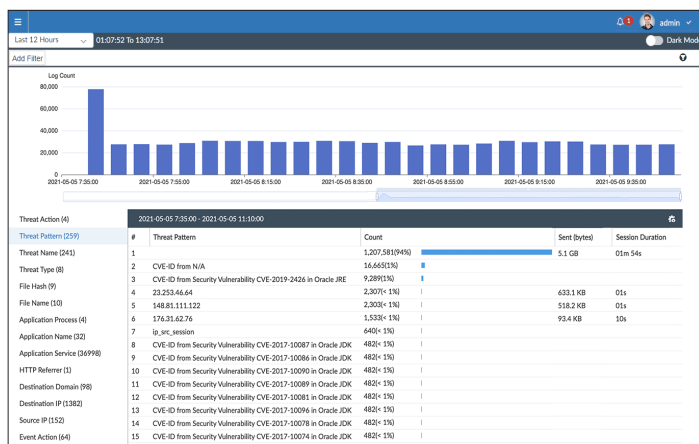 1 admin
Last 12 Hours 01:07:52 To 13:07:51 Dark Mod
Add Filter
Log Count
80,000
60,000
40,000
20,000
0
2021-05-05 7:35:00 2021-05-05 7:55:00 2021-05-05 8:15:00 2021-05-05 8:35:00 2021-05-05 8:55:00 2021-05-05 9:15:00 2021-05-05 9:35:00
Threat Action (4)
Threat Pattern (259)
Threat Name (241)
Threat Type (8)
File Hash (9)
File Name (10)
Application Process (4)
Application Name (32)
Application Service (36998)
HTTP Referrer (1)
Destination Domain (98)
Destination IP (1382)
Source IP (152)
Event Action (64)
2021-05-05 7:35:00 - 2021-05-05 11:10:00
# Threat Pattern Count Sent (bytes) Session Duration
1 1,207,581(94%) 5.1 GB 01m 54s
2 CVE-ID from N/A 16,665(1%)
3 CVE-ID from Security Vulnerability CVE-2019-2426 in Oracle JRE 9,289(1%)
4 23.253.46.64 2,307(< 1%) 633.1 KB 01s
5 148.81.111.122 2,303(< 1%) 518.2 KB 01s
6 176.31.62.76 1,533(< 1%) 93.4 KB 10s
7 ip_src_session 640(< 1%)
8 CVE-ID from Security Vulnerability CVE-2017-10087 in Oracle JDK 482(< 1%)
9 CVE-ID from Security Vulnerability CVE-2017-10086 in Oracle JDK 482(< 1%)
10 CVE-ID from Security Vulnerability CVE-2017-10090 in Oracle JDK 482(< 1%)
11 CVE-ID from Security Vulnerability CVE-2017-10089 in Oracle JDK 482(< 1%)
12 CVE-ID from Security Vulnerability CVE-2017-10081 in Oracle JDK 482(< 1%)
13 CVE-ID from Security Vulnerability CVE-2017-10096 in Oracle JDK 482(< 1%)
14 CVE-ID from Security Vulnerability CVE-2017-10078 in Oracle JDK 482(< 1%)
15 CVE-ID from Security Vulnerability CVE-2017-10074 in Oracle JDK 482(< 1%)